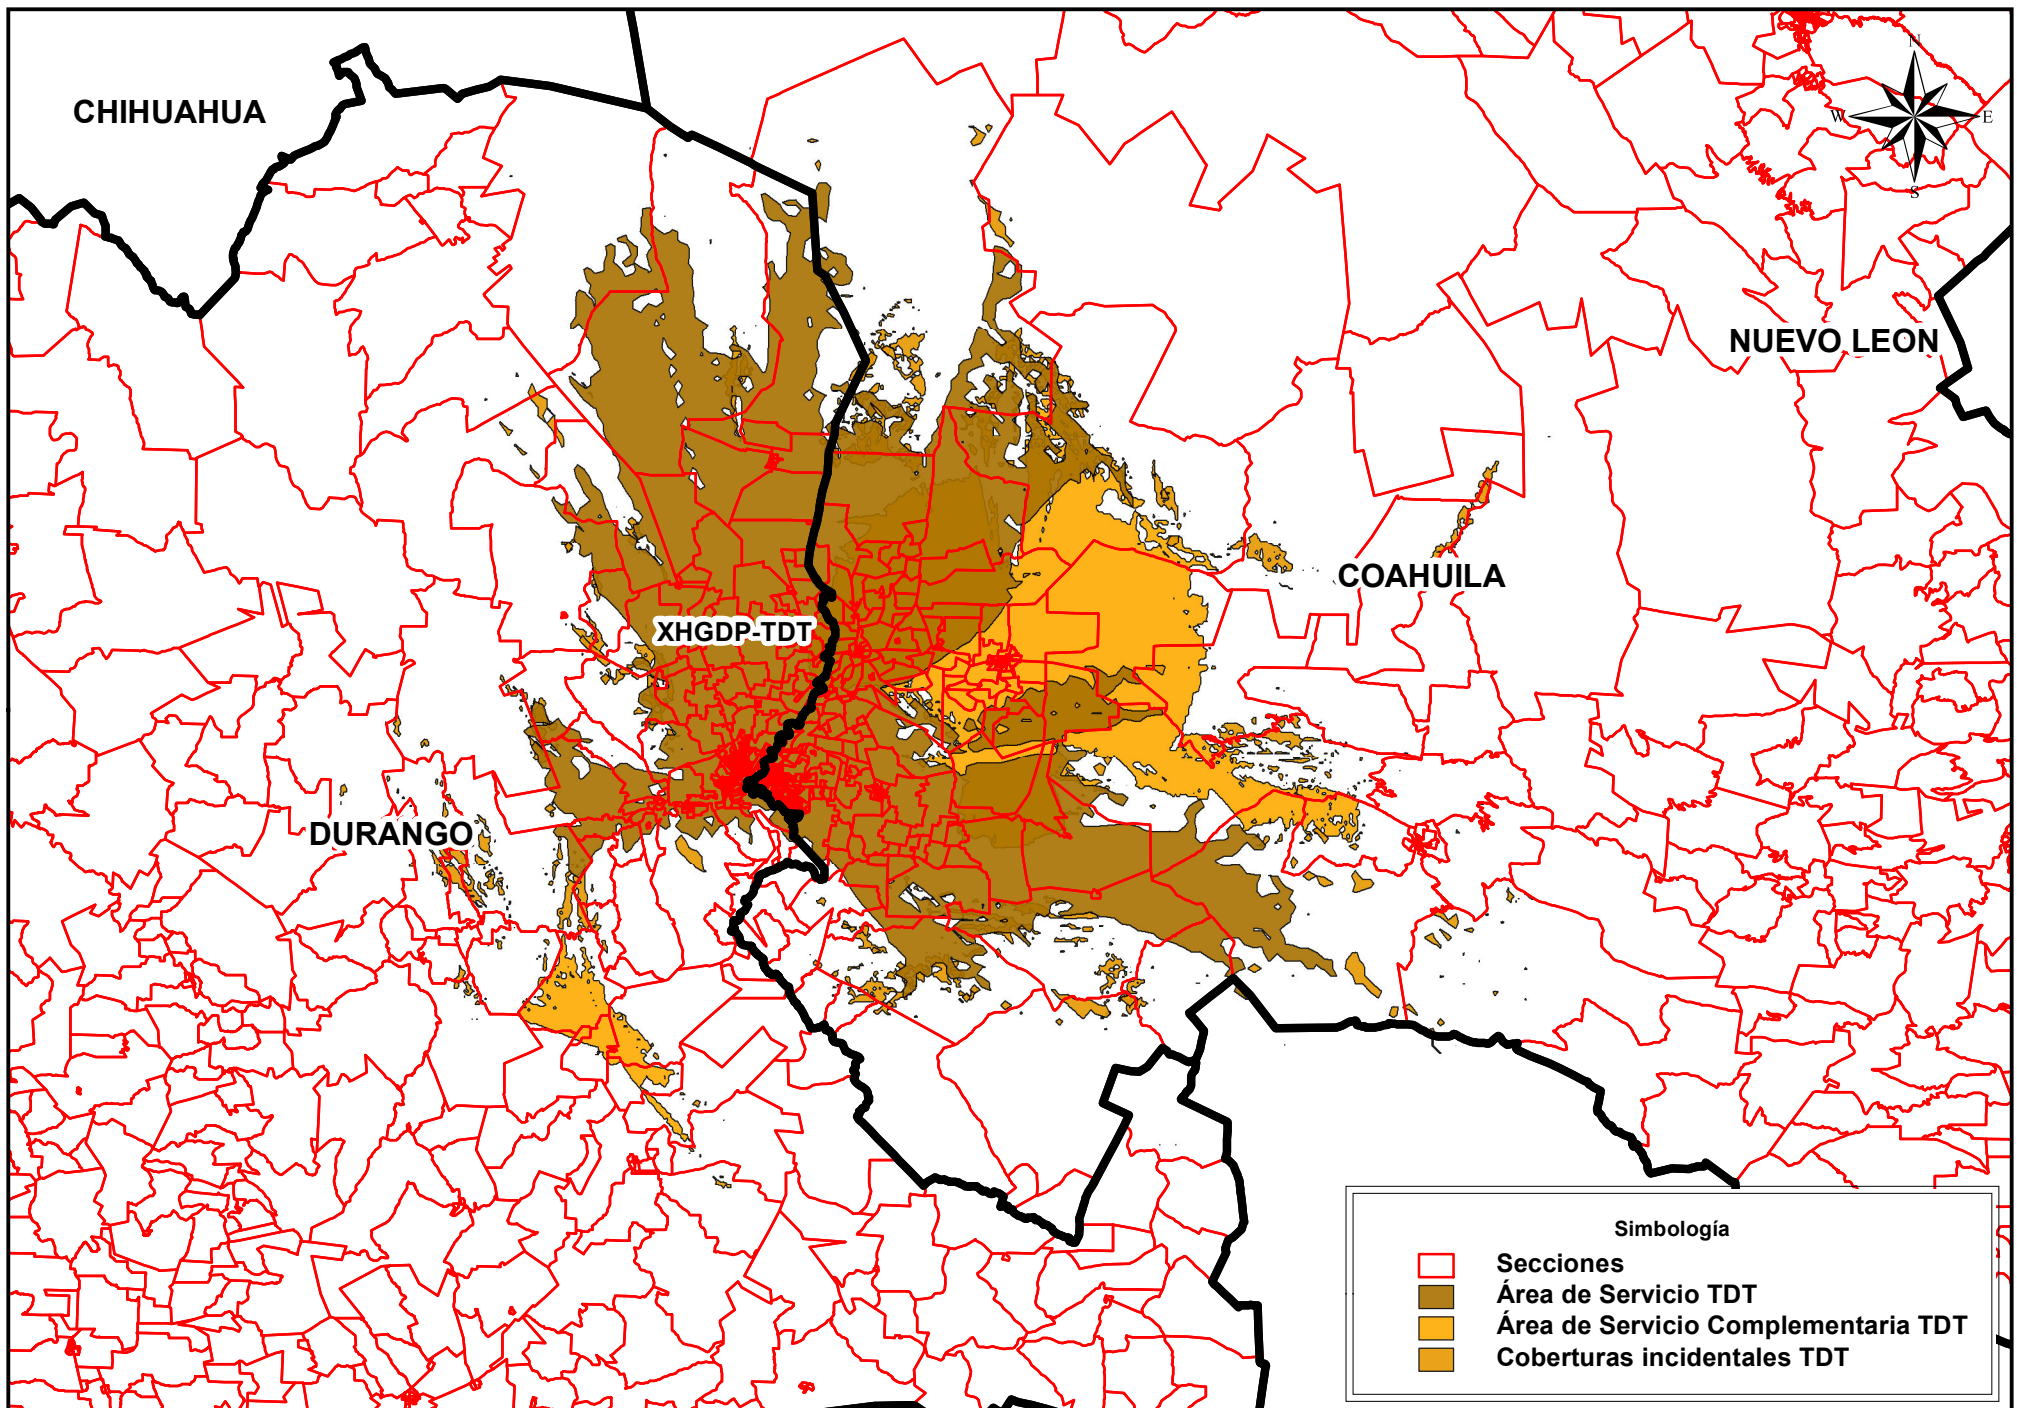 N
CHIHUAHUA
W E
S
NUEVO LEON
COAHUILA
XHGDP-TDT
DURANGO
Simbología
Secciones
Área de Servicio TDT
Área de Servicio Complementaria TDT
Coberturas incidentales TDT